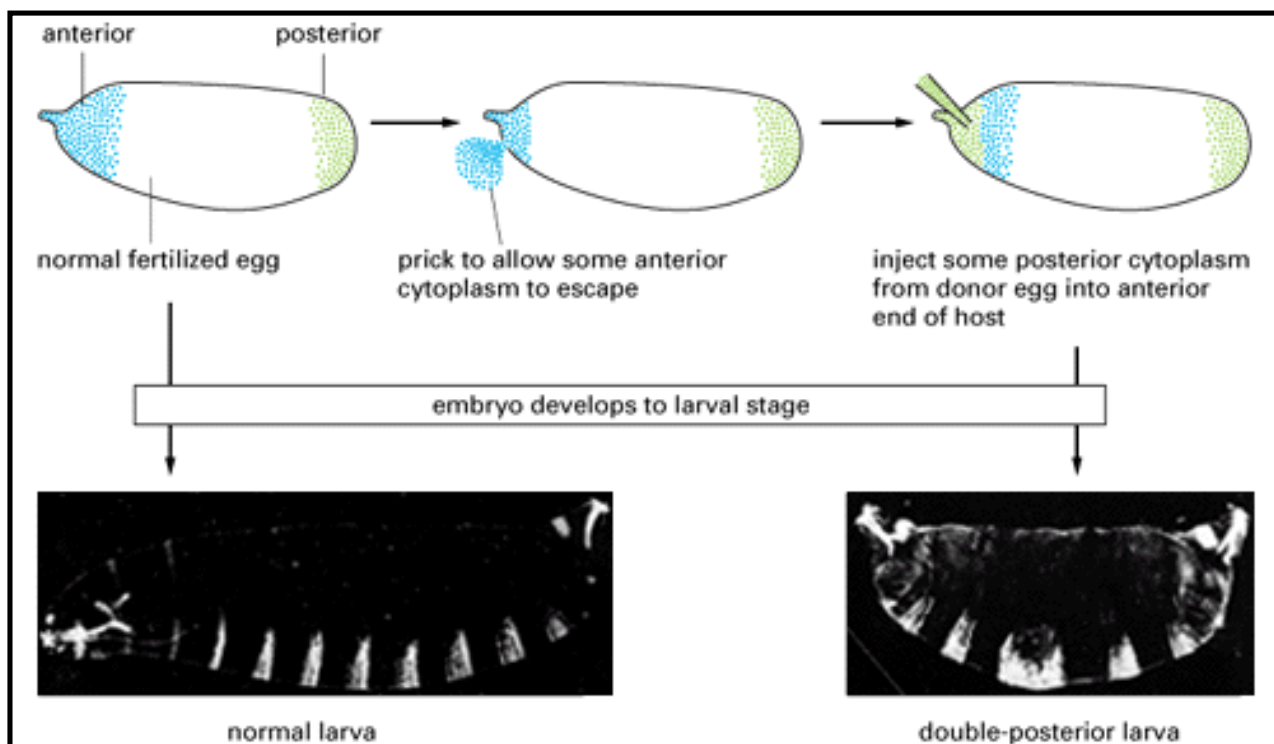 anterior
posterior
normal fertilized egg
prick to allow some anterior
cytoplasm to escape
inject some posterior cytoplasm
from donor egg into anterior
end of host
embryo develops to larval stage
normal larva
double-posterior larva